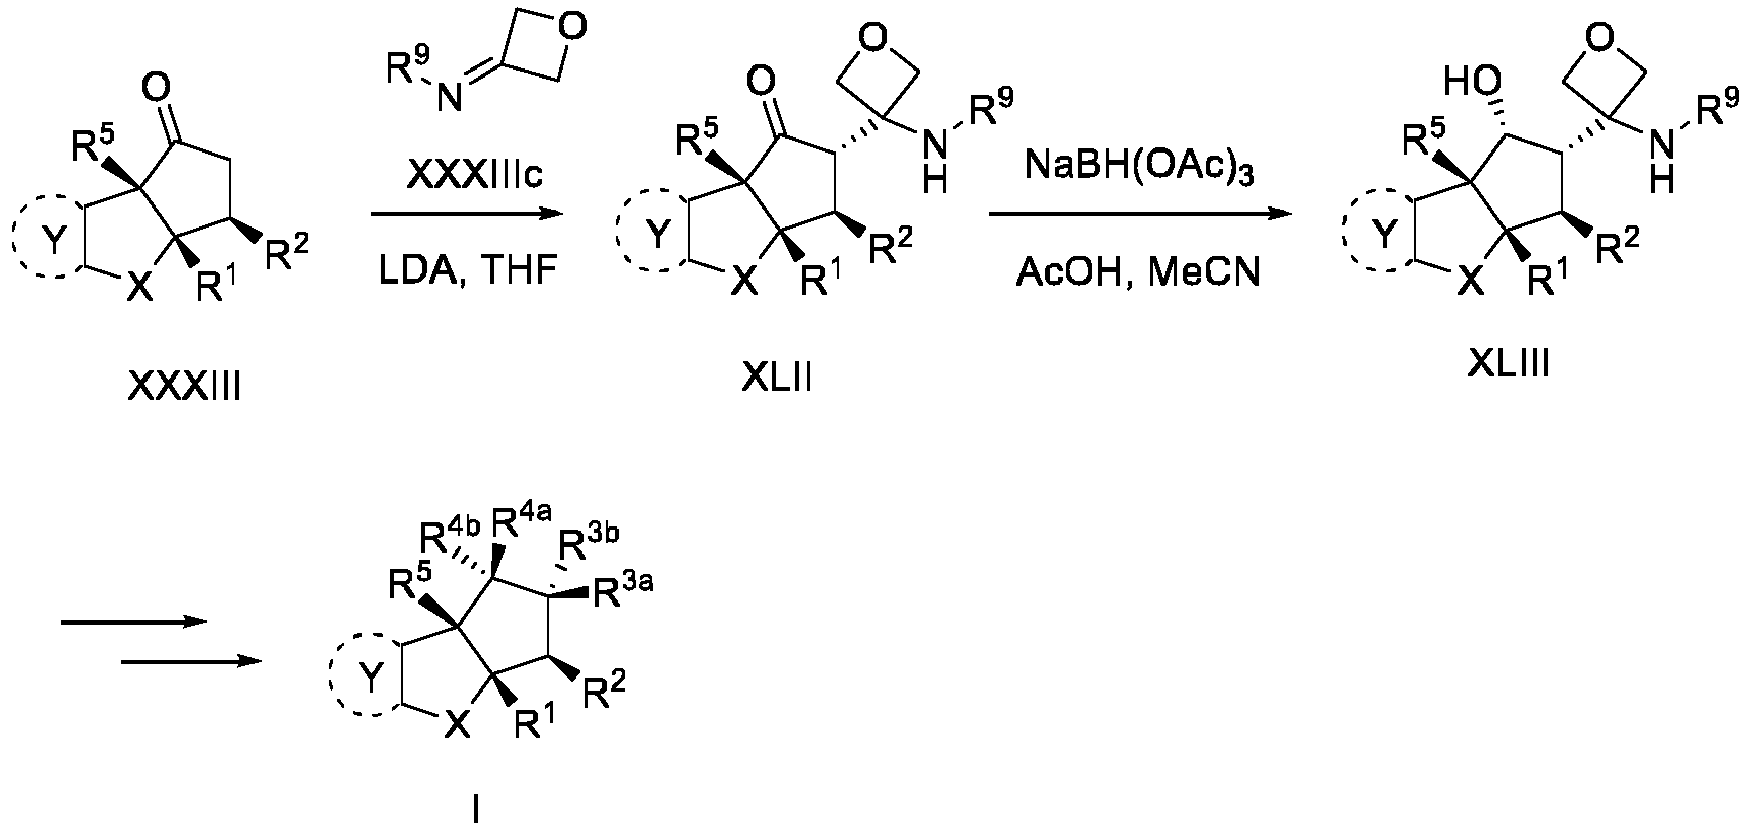 O
R⁵
Y
X
R¹
R²
XXXIII
R⁹
N
O
XXXIIIc
LDA, THF
O
O
R⁵
R⁹
N
H
Y
X
R¹
R²
XLII
NaBH(OAc)₃
AcOH, MeCN
O
HO
R⁵
R⁹
N
H
Y
X
R¹
R²
XLIII
R⁴ᵇ
R⁴ᵃ
R³ᵇ
R⁵
R³ᵃ
Y
X
R¹
R²
I